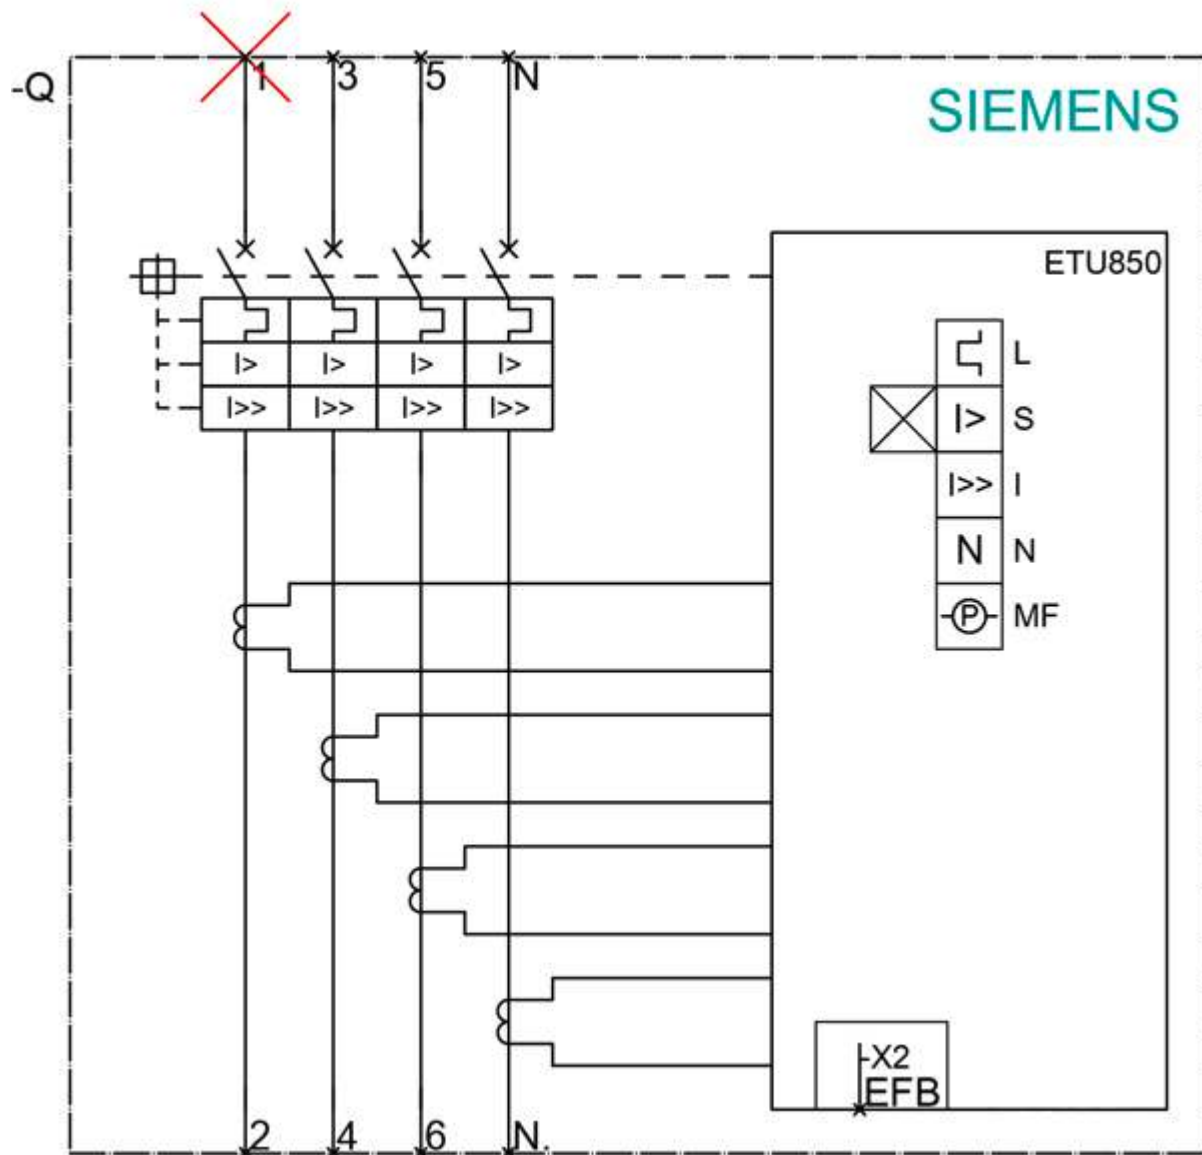 1 3 5 N
-Q
SIEMENS
ETU850
L
I> I> I> I>
I>> I>> I>> I>>
I> S
I>> I
N N
P MF
-X2
EFB
2 4 6 N.